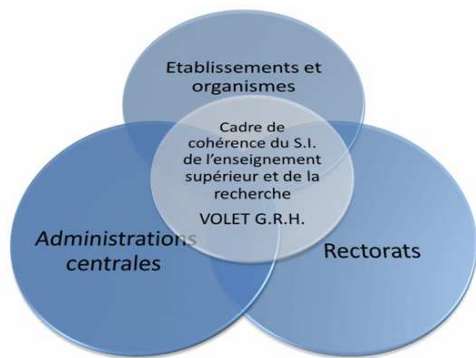 Etablissements et
organismes
Cadre de
cohérence du S.I.
de l'enseignement
supérieur et de la
recherche
VOLET G.R.H.
Administrations
centrales
Rectorats